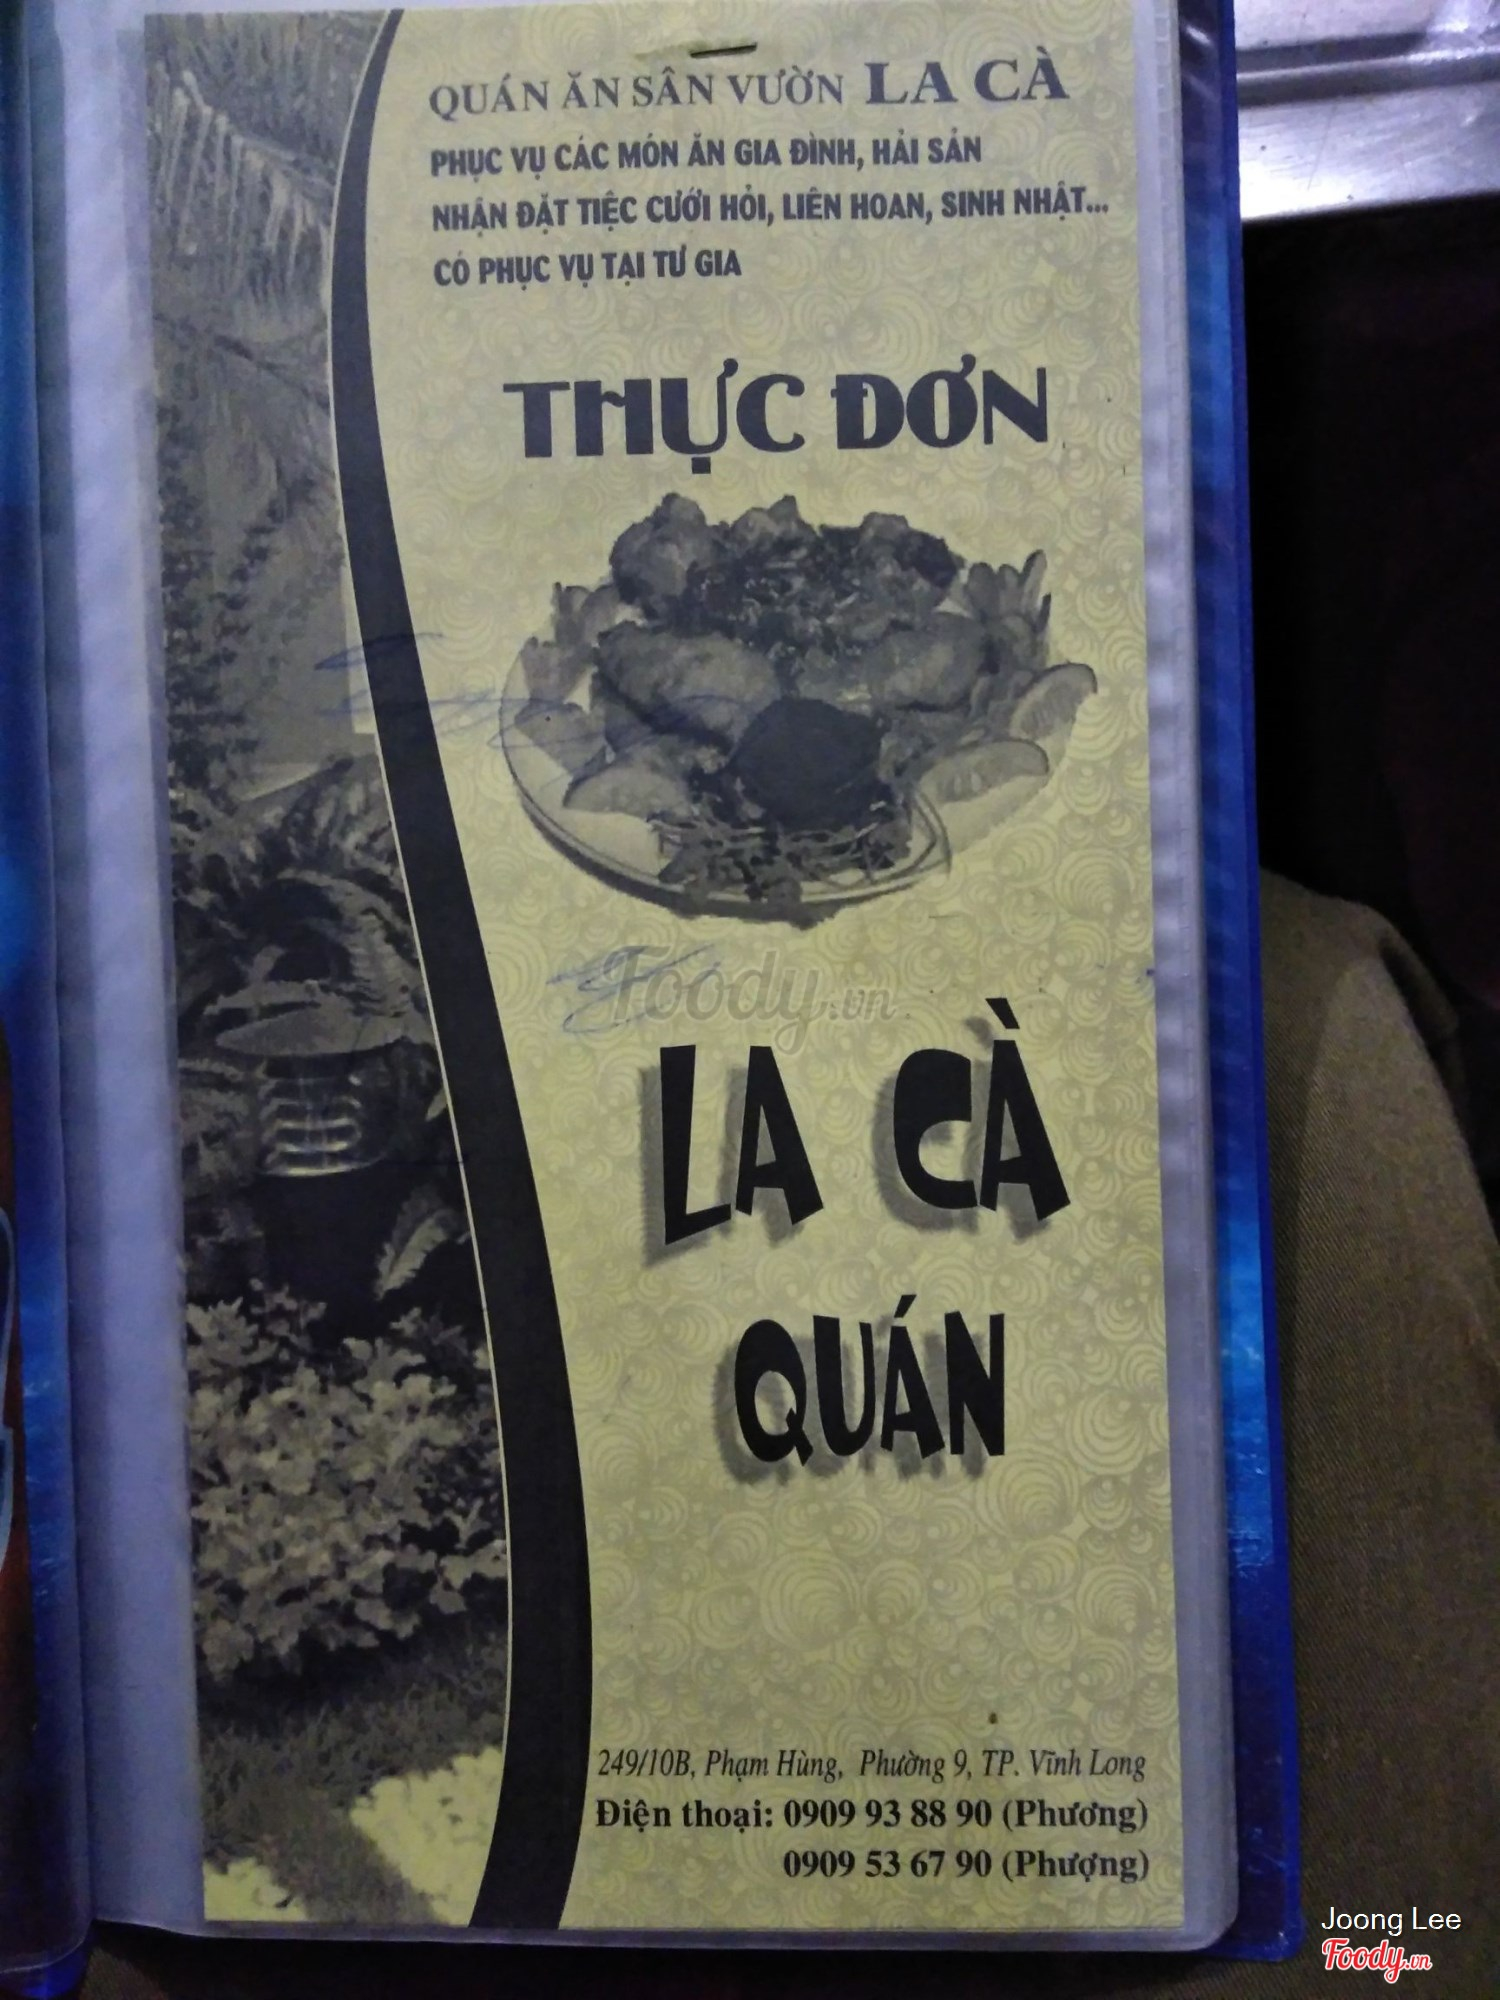 QUÁN ĂN SÂN VƯỜN LA CÀ
PHỤC VỤ CÁC MÓN ĂN GIA ĐÌNH, HẢI SẢN
NHẬN ĐẶT TIỆC CƯỚI HỎI, LIÊN HOAN, SINH NHẬT...
CÓ PHỤC VỤ TẠI TƯ GIA
THỰC ĐƠN
Foody.vn
LA CÀ
QUÁN
249/10B, Phạm Hùng, Phường 9, TP. Vĩnh Long
Điện thoại: 0909 93 88 90 (Phương)
0909 53 67 90 (Phượng)
Joong Lee
Foody.vn